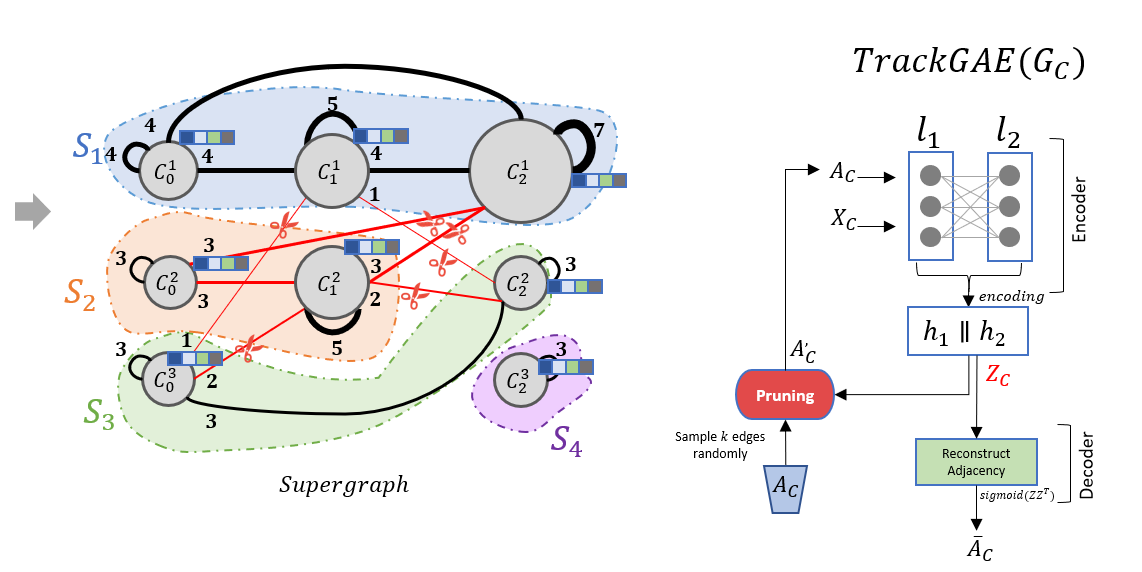 TrackGAE(G_C)
S_1
4
4
4
C_0^1
5
4
C_1^1
1
C_2^1
7
l_1
l_2
A_C
X_C
Encoder
encoding
h_1 ∥ h_2
Z_C
S_2
3
3
3
C_0^2
3
2
C_1^2
5
C_2^2
3
S_3
3
1
2
C_0^3
3
C_2^3
3
S_4
Supergraph
A'_C
Pruning
Sample k edges
randomly
A_C
Reconstruct
Adjacency
sigmoid(ZZ^T)
Decoder
Ā_C